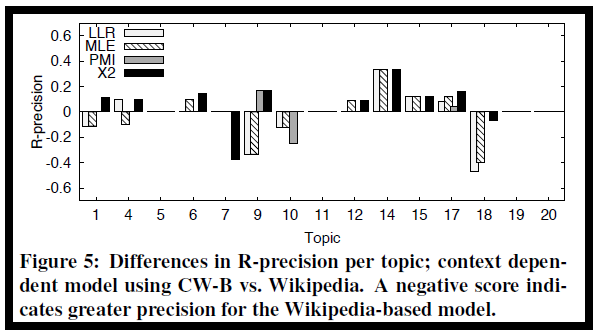 LLR
MLE
PMI
X2
0.6
0.4
0.2
0
-0.2
-0.4
-0.6
R-precision
1 4 5 6 7 9 10 11 12 14 15 17 18 19 20
Topic
Figure 5: Differences in R-precision per topic; context depen-
dent model using CW-B vs. Wikipedia. A negative score indi-
cates greater precision for the Wikipedia-based model.